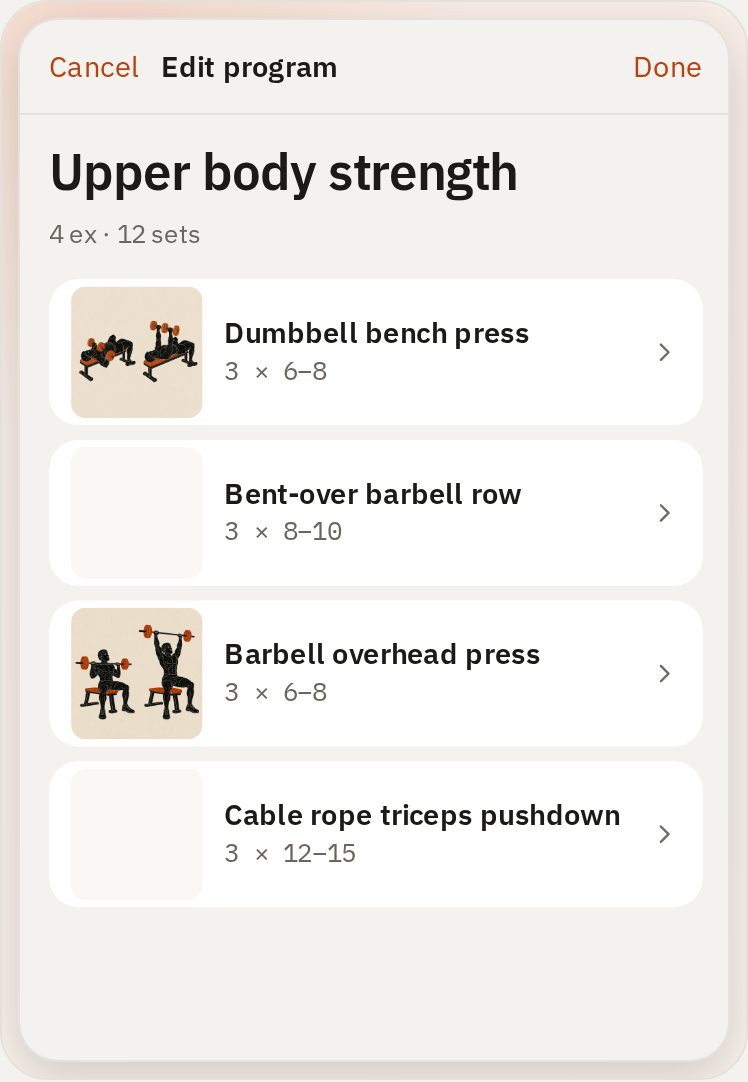 Cancel Edit program Done
Upper body strength
4 ex · 12 sets
Dumbbell bench press
3 × 6–8
Bent-over barbell row
3 × 8–10
Barbell overhead press
3 × 6–8
Cable rope triceps pushdown
3 × 12–15